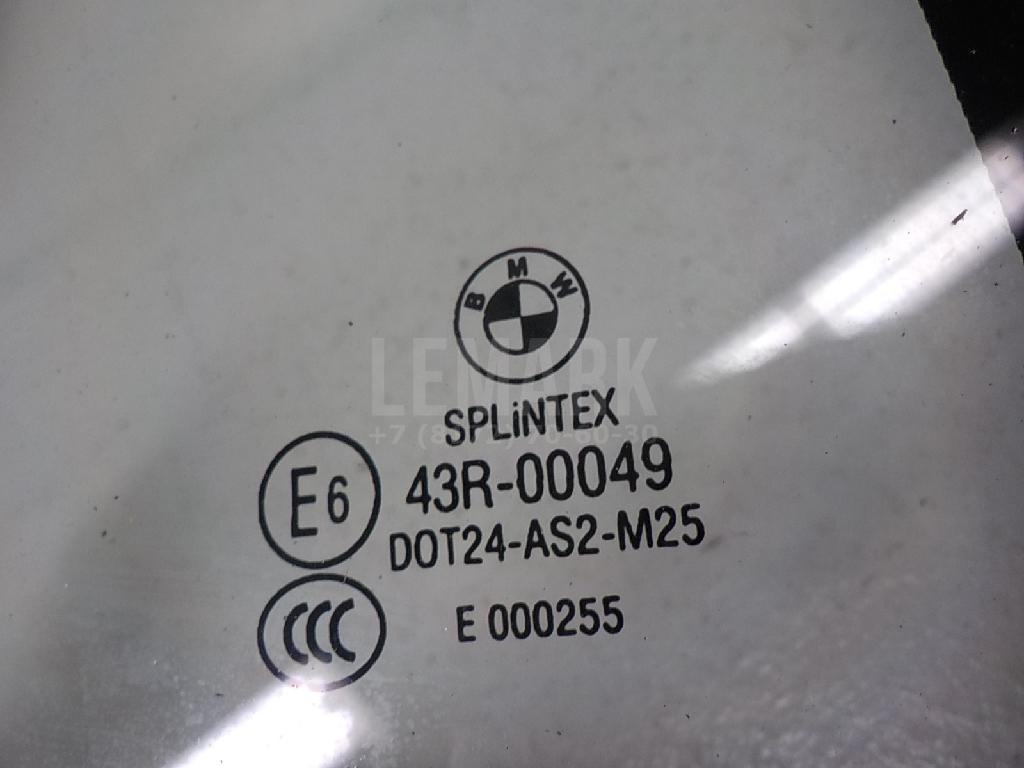 BMW
LEMARK
SPLiNTEX
E6
43R-00049
DOT24-AS2-M25
CCC
E 000255